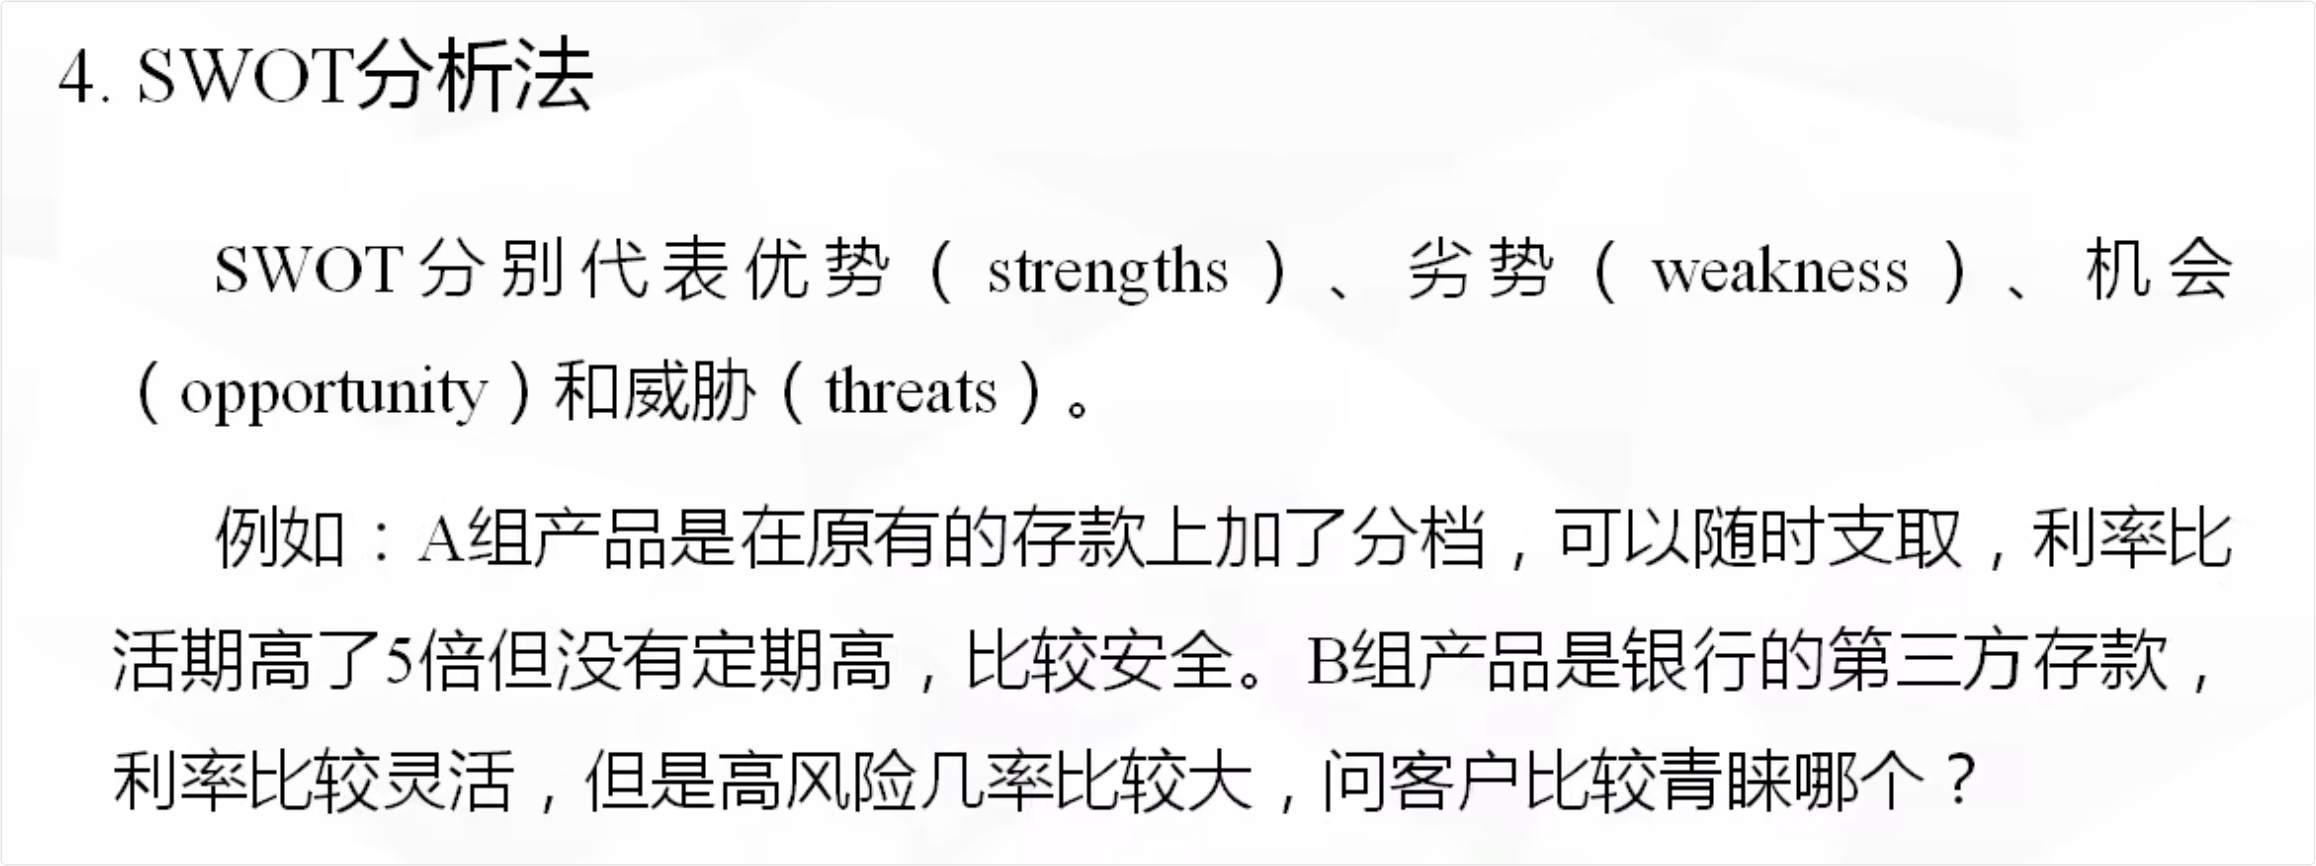 4. SWOT分析法
SWOT分别代表优势（strengths）、劣势（weakness）、机会
（opportunity）和威胁（threats）。
例如：A组产品是在原有的存款上加了分档，可以随时支取，利率比
活期高了5倍但没有定期高，比较安全。B组产品是银行的第三方存款，
利率比较灵活，但是高风险几率比较大，问客户比较青睐哪个？